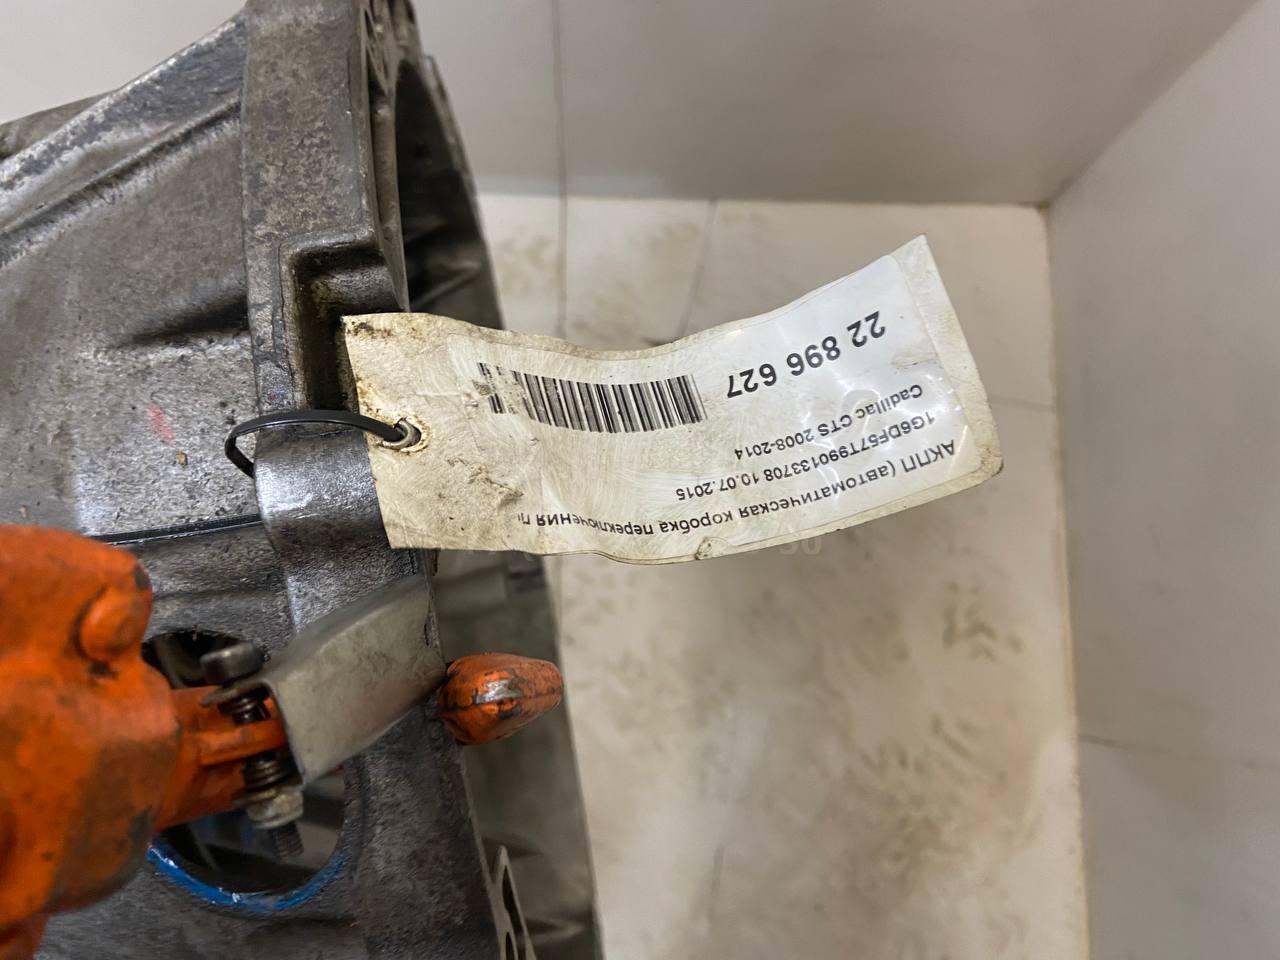 АКПП (автоматическая коробка переключения
1G6DF577990133708 10.07.2015
Cadillac CTS 2008-2014
22 896 627